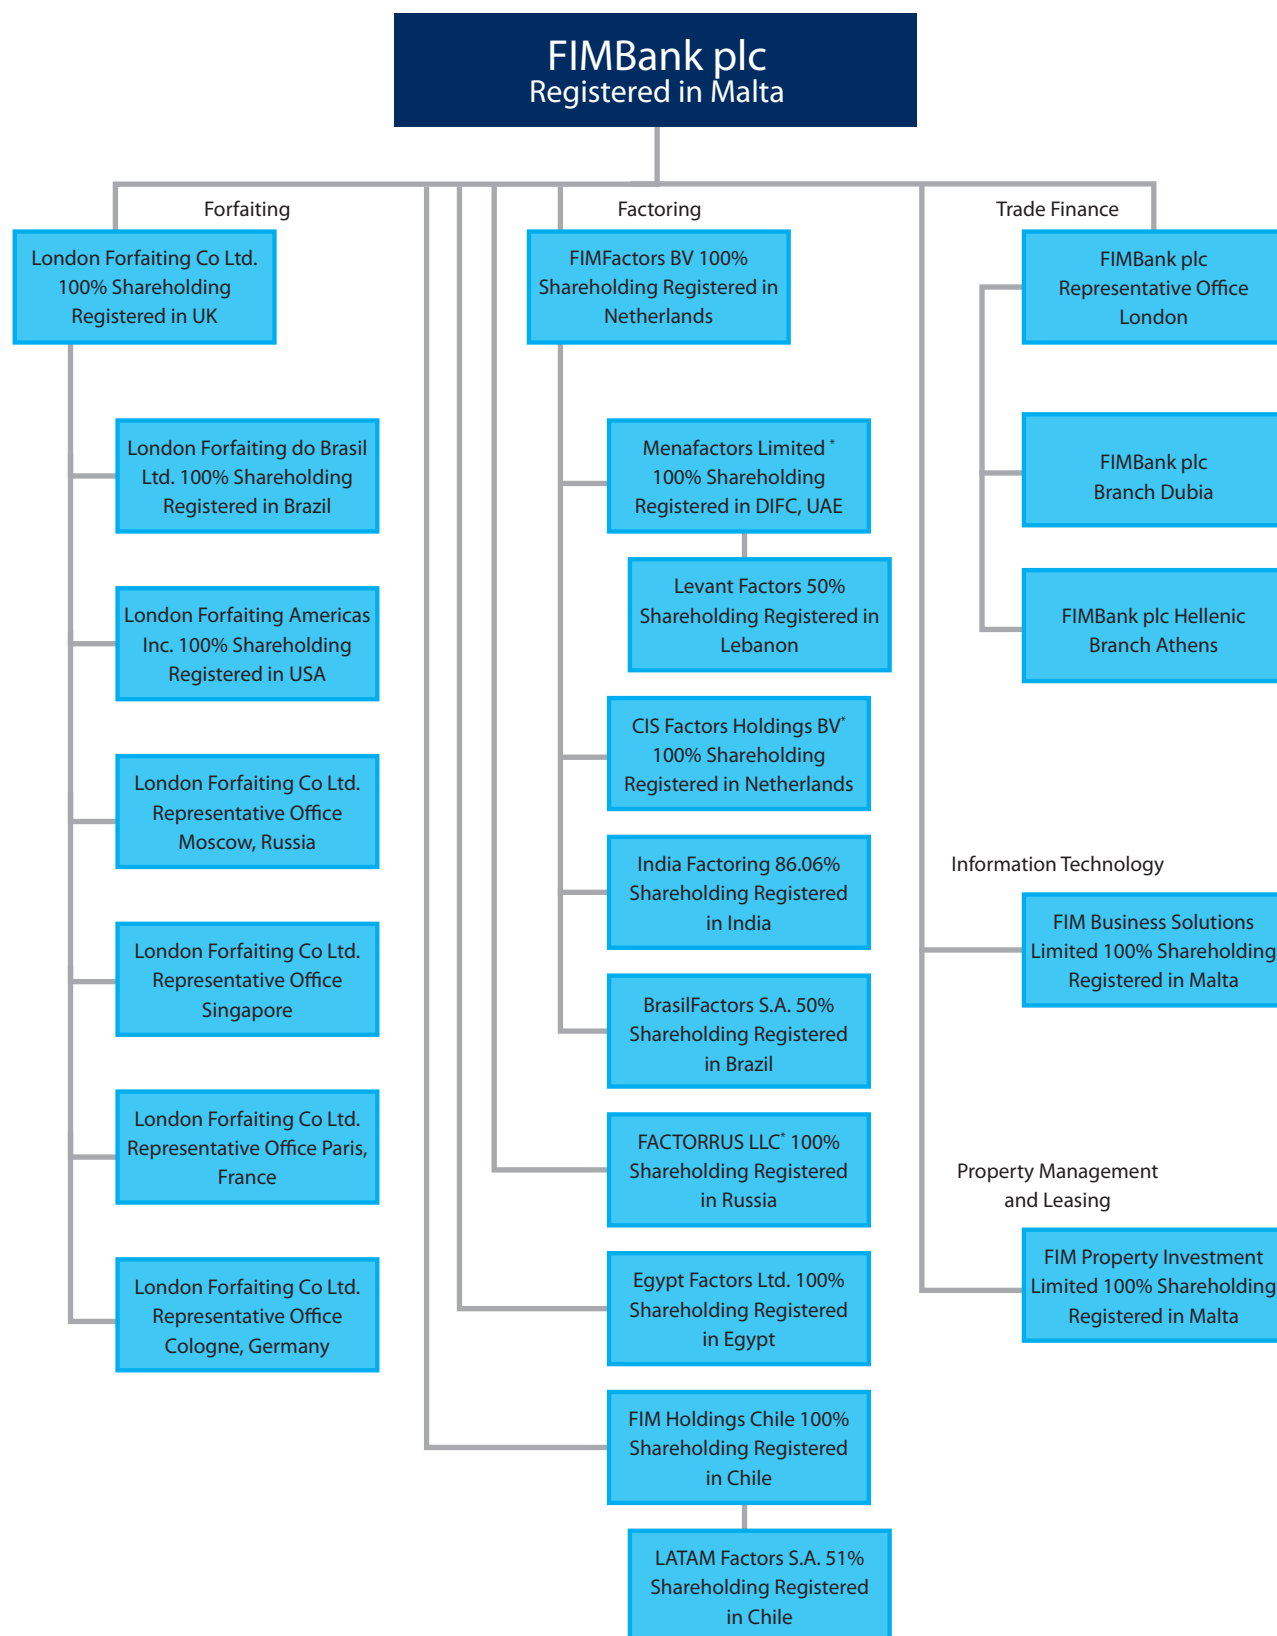 FIMBank plc
Registered in Malta
Forfaiting
London Forfaiting Co Ltd.
100% Shareholding
Registered in UK
London Forfaiting do Brasil
Ltd. 100% Shareholding
Registered in Brazil
London Forfaiting Americas
Inc. 100% Shareholding
Registered in USA
London Forfaiting Co Ltd.
Representative Office
Moscow, Russia
London Forfaiting Co Ltd.
Representative Office
Singapore
London Forfaiting Co Ltd.
Representative Office Paris,
France
London Forfaiting Co Ltd.
Representative Office
Cologne, Germany
Factoring
FIMFactors BV 100%
Shareholding Registered in
Netherlands
Menafactors Limited *
100% Shareholding
Registered in DIFC, UAE
Levant Factors 50%
Shareholding Registered in
Lebanon
CIS Factors Holdings BV*
100% Shareholding
Registered in Netherlands
India Factoring 86.06%
Shareholding Registered
in India
BrasilFactors S.A. 50%
Shareholding Registered
in Brazil
FACTORRUS LLC* 100%
Shareholding Registered
in Russia
Egypt Factors Ltd. 100%
Shareholding Registered
in Egypt
FIM Holdings Chile 100%
Shareholding Registered
in Chile
LATAM Factors S.A. 51%
Shareholding Registered
in Chile
Trade Finance
FIMBank plc
Representative Office
London
FIMBank plc
Branch Dubia
FIMBank plc Hellenic
Branch Athens
Information Technology
FIM Business Solutions
Limited 100% Shareholding
Registered in Malta
Property Management
and Leasing
FIM Property Investment
Limited 100% Shareholding
Registered in Malta